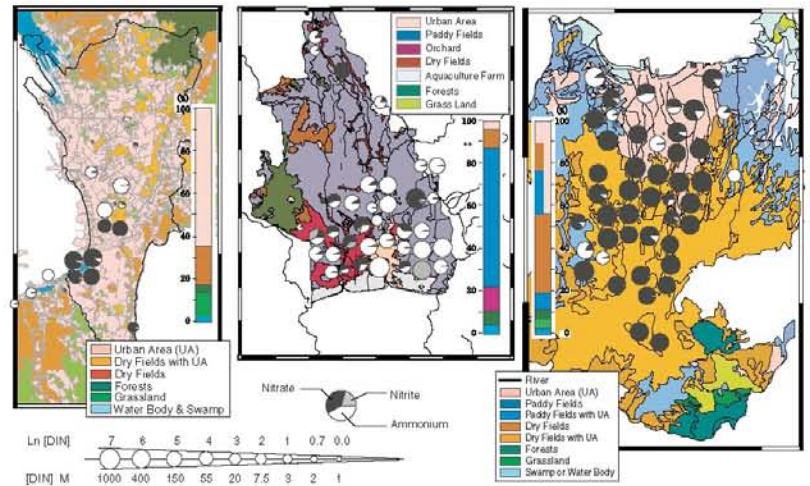 (%)
100
80
60
40
20
0
Urban Area (UA)
Dry Fields with UA
Dry Fields
Forests
Grassland
Water Body & Swamp
Urban Area
Paddy Fields
Orchard
Dry Fields
Aquaculture Farm
Forests
Grass Land
100
**
80
60
40
20
0
100
80
60
40
20
0
River
Urban Area (UA)
Paddy Fields
Paddy Fields with UA
Dry Fields
Dry Fields with UA
Forests
Grassland
Swamp or Water Body
Nitrate
Nitrite
Ammonium
Ln [DIN] 7 6 5 4 3 2 1 0.7 0.0
[DIN] M 1000 400 150 55 20 7.5 3 2 1